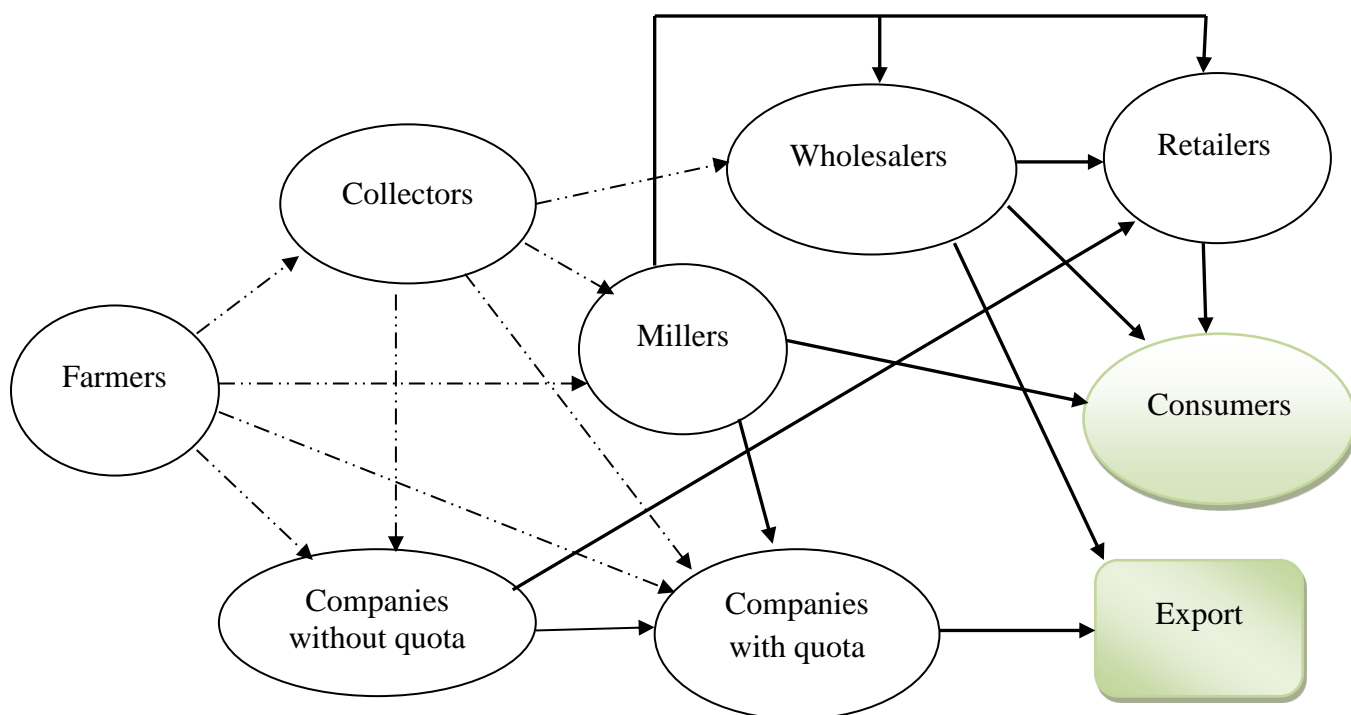 Retailers
Wholesalers
Collectors
Millers
Farmers
Consumers
Companies
without quota
Companies
with quota
Export